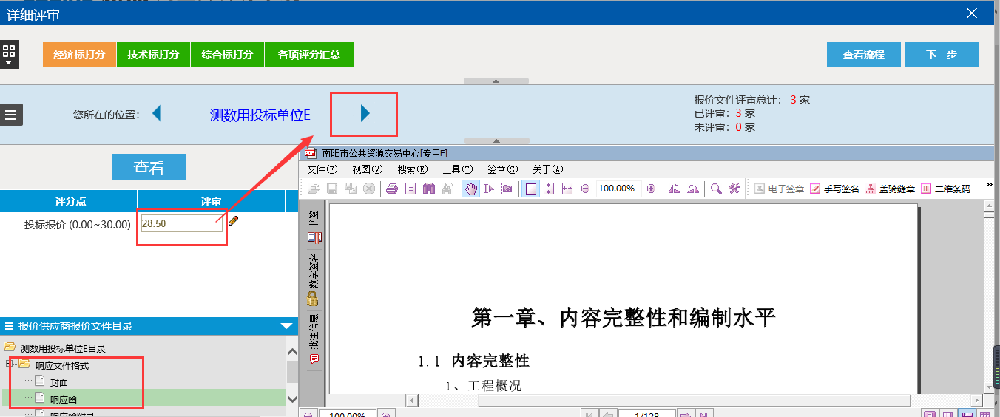 详细评审
经济标打分 技术标打分 综合标打分 各项评分汇总 查看流程 下一步
您所在的位置: 测数用投标单位E
报价文件评审总计: 3 家
已评审: 3 家
未评审: 0 家
查看
评分点 评审
投标报价 (0.00~30.00) 28.50
报价供应商报价文件目录
测数用投标单位E目录
响应文件格式
封面
响应函
响应函附录
南阳市公共资源交易中心[专用F]
文件(F) 视图(V) 搜索(E) 工具(T) 签章(S) 关于(A)
100.00% 电子签章 手写签名 盖骑缝章 二维条码 »
书签
数字签名
批注信息
第一章、内容完整性和编制水平
1.1 内容完整性
1、工程概况
100.00% 1/128